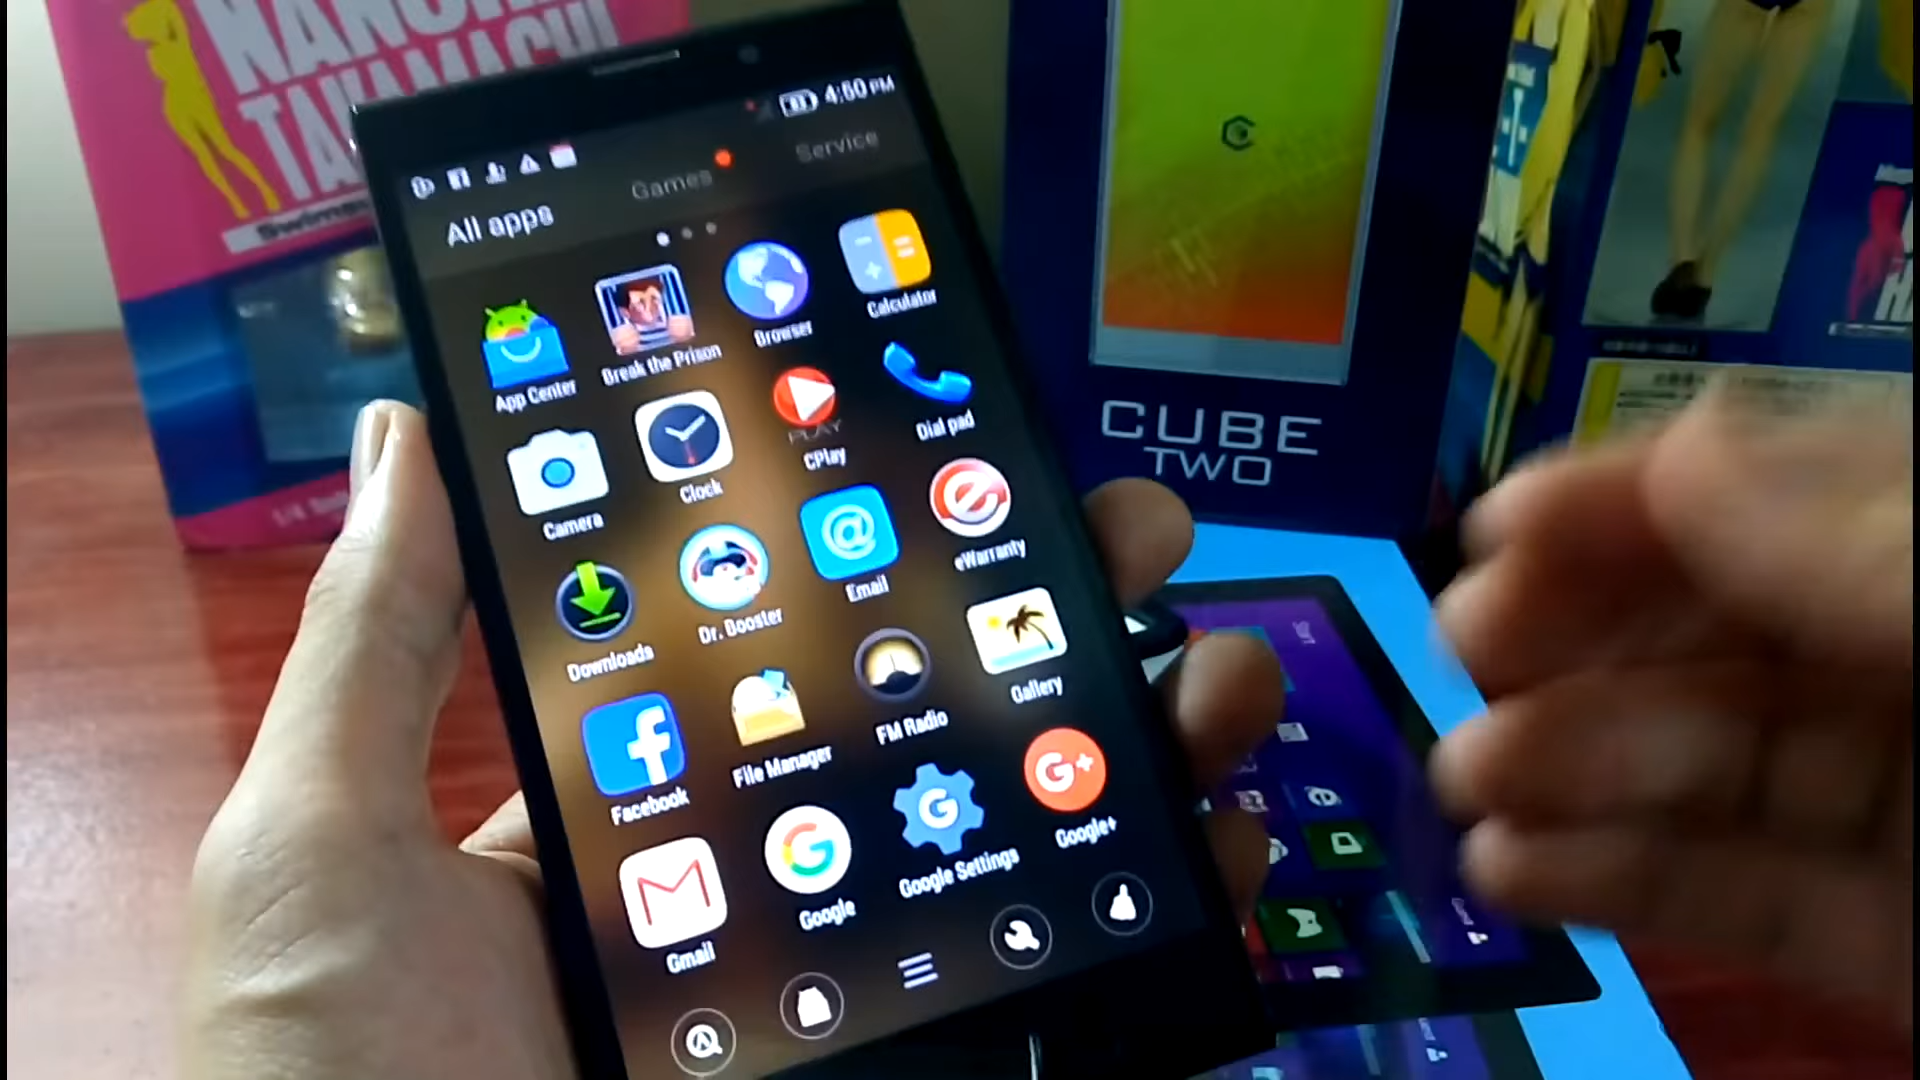 TAKAMACHI
4:50 PM
All apps
Games
Service
App Center
Break the Prison
Browser
Calculator
Camera
Clock
PLAY
CPlay
Dial pad
Downloads
Dr. Booster
Email
eWarranty
Facebook
File Manager
FM Radio
Gallery
Gmail
Google
Google Settings
Google+
CUBE
TWO